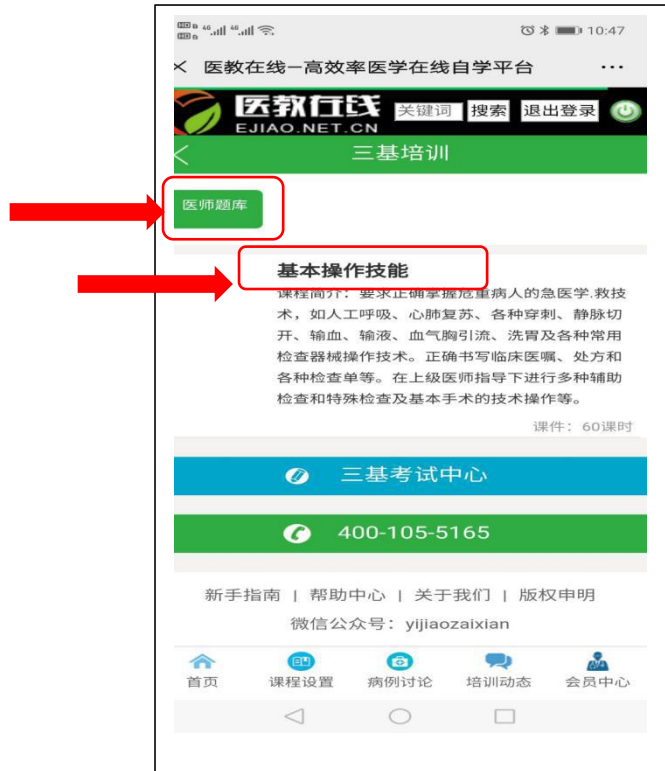 46 46 10:47
医教在线—高效率医学在线自学平台
医教在线 关键词 搜索 退出登录
EJIAO.NET.CN
三基培训
医师题库
基本操作技能
课程简介：要求正确掌握危重病人的急医学.救技
术，如人工呼吸、心肺复苏、各种穿刺、静脉切
开、输血、输液、血气胸引流、洗胃及各种常用
检查器械操作技术。正确书写临床医嘱、处方和
各种检查单等。在上级医师指导下进行多种辅助
检查和特殊检查及基本手术的技术操作等。
课件：60课时
三基考试中心
400-105-5165
新手指南 | 帮助中心 | 关于我们 | 版权申明
微信公众号：yijiaozaixian
首页 课程设置 病例讨论 培训动态 会员中心